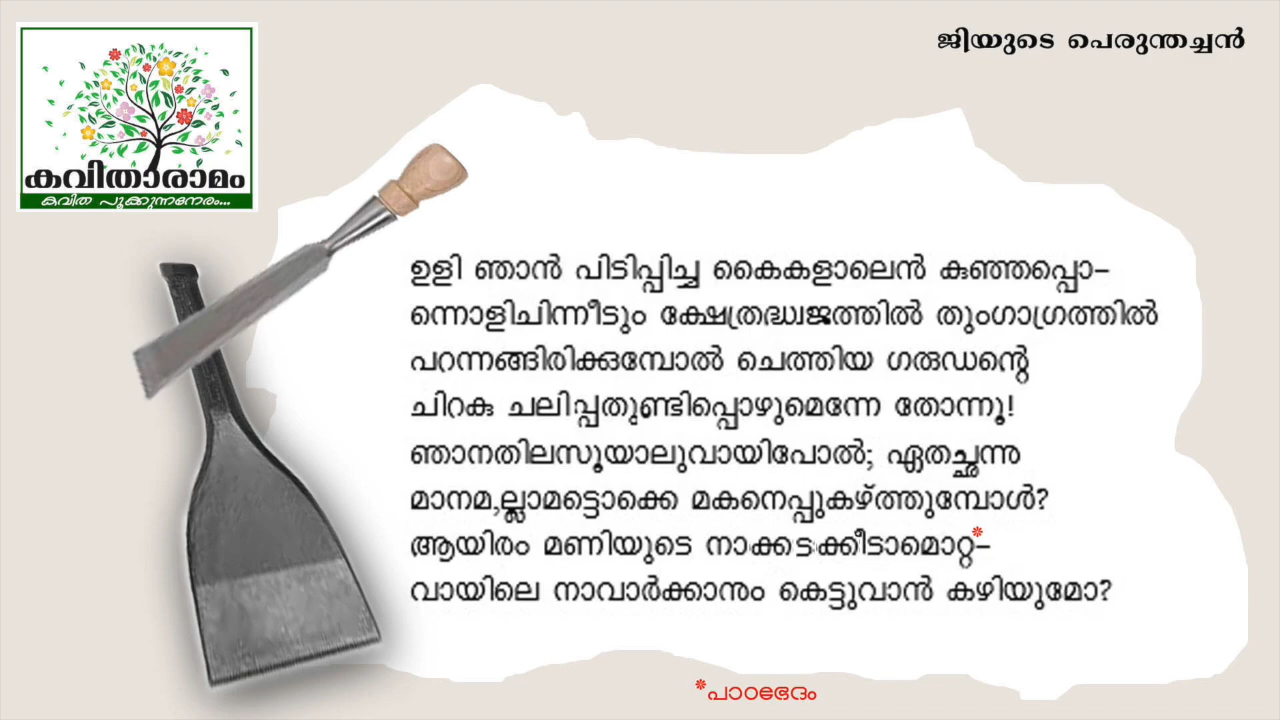 കവിതാരാമം
കവിത പൂക്കുന്നനേരം...
ജിയുടെ പെരുന്തച്ചൻ
ഉളി ഞാൻ പിടിപ്പിച്ച കൈകളാലെൻ കുഞ്ഞപ്പൊ–
ന്നൊളിചിന്നീടും ക്ഷേത്രദ്ധ്വജത്തിൽ തുംഗാഗ്രത്തിൽ
പറന്നങ്ങിരിക്കുമ്പോൽ ചെത്തിയ ഗരുഡന്റെ
ചിറകു ചലിപ്പതുണ്ടിപ്പൊഴുമെന്നേ തോന്നൂ!
ഞാനതിലസൂയാലുവായിപോൽ; ഏതച്ഛന്നു
മാനമ,ല്ലാമട്ടൊക്കെ മകനെപ്പുകഴ്ത്തുമ്പോൾ?
ആയിരം മണിയുടെ നാക്കടക്കീടാമൊറ്റ*–
വായിലെ നാവാർക്കാനും കെട്ടുവാൻ കഴിയുമോ?
*പാഠഭേദം